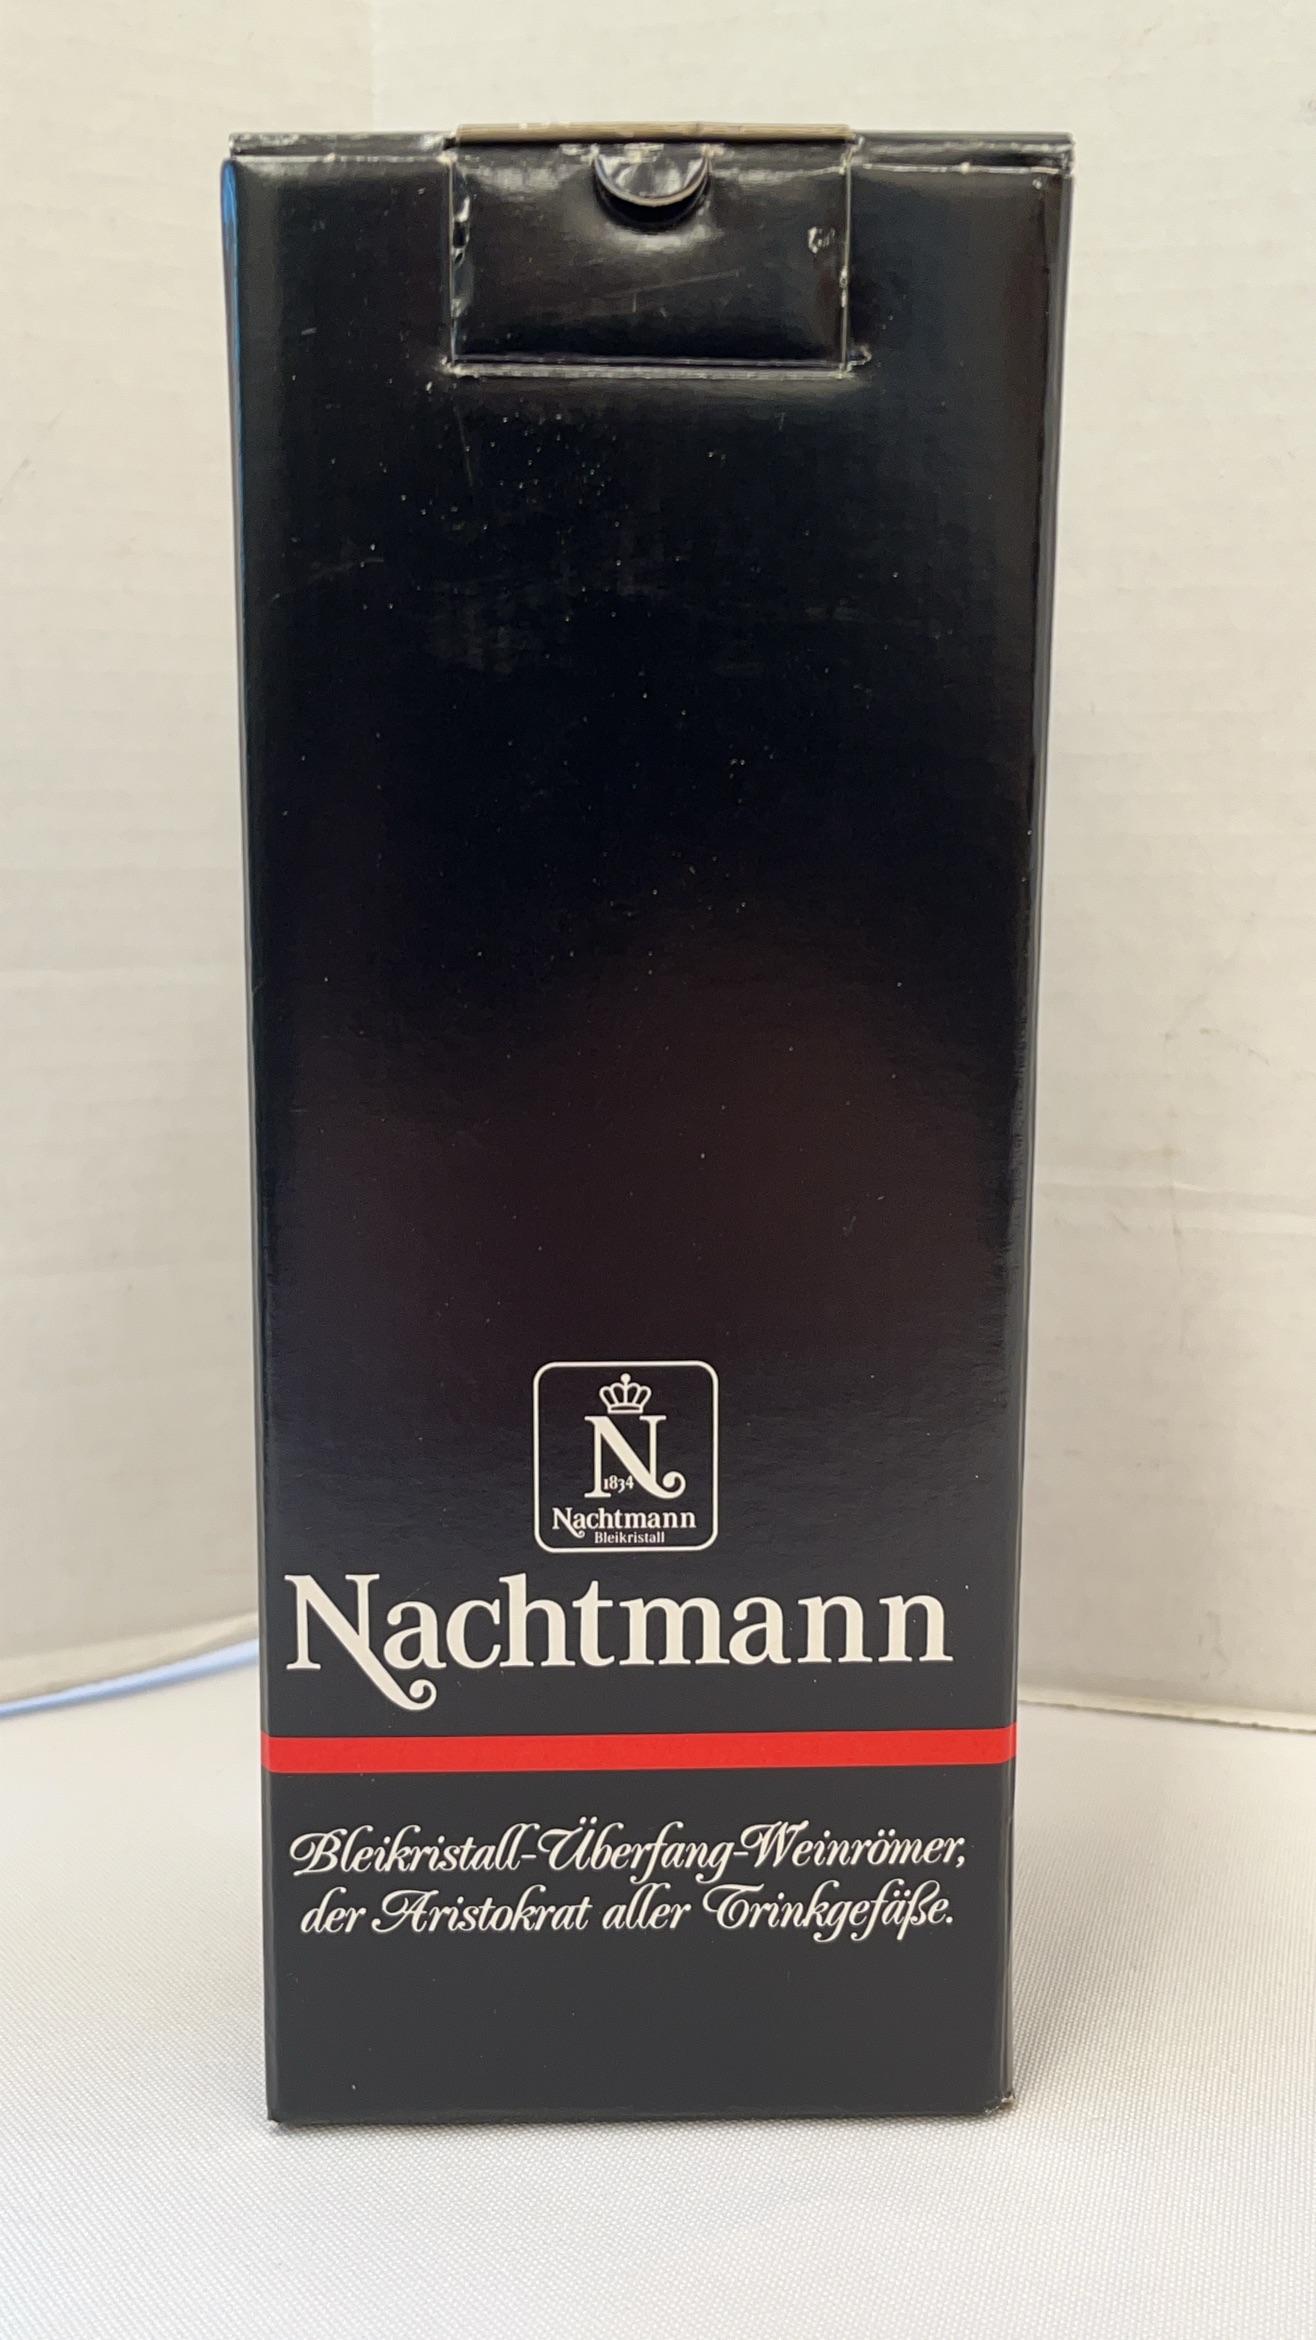 N
1834
Nachtmann
Bleikristall
Nachtmann
Bleikristall-Überfang-Weinrömer,
der Aristokrat aller Trinkgefäße.